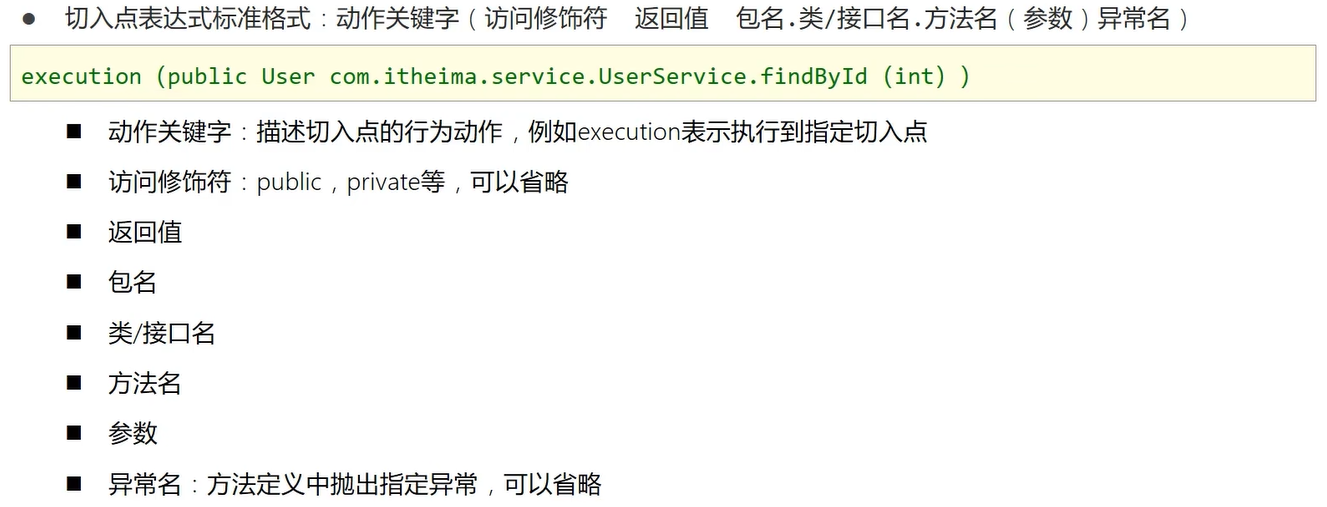 ● 切入点表达式标准格式：动作关键字（访问修饰符 返回值 包名.类/接口名.方法名（参数）异常名）
execution (public User com.itheima.service.UserService.findById (int) )
■ 动作关键字：描述切入点的行为动作，例如execution表示执行到指定切入点
■ 访问修饰符：public，private等，可以省略
■ 返回值
■ 包名
■ 类/接口名
■ 方法名
■ 参数
■ 异常名：方法定义中抛出指定异常，可以省略